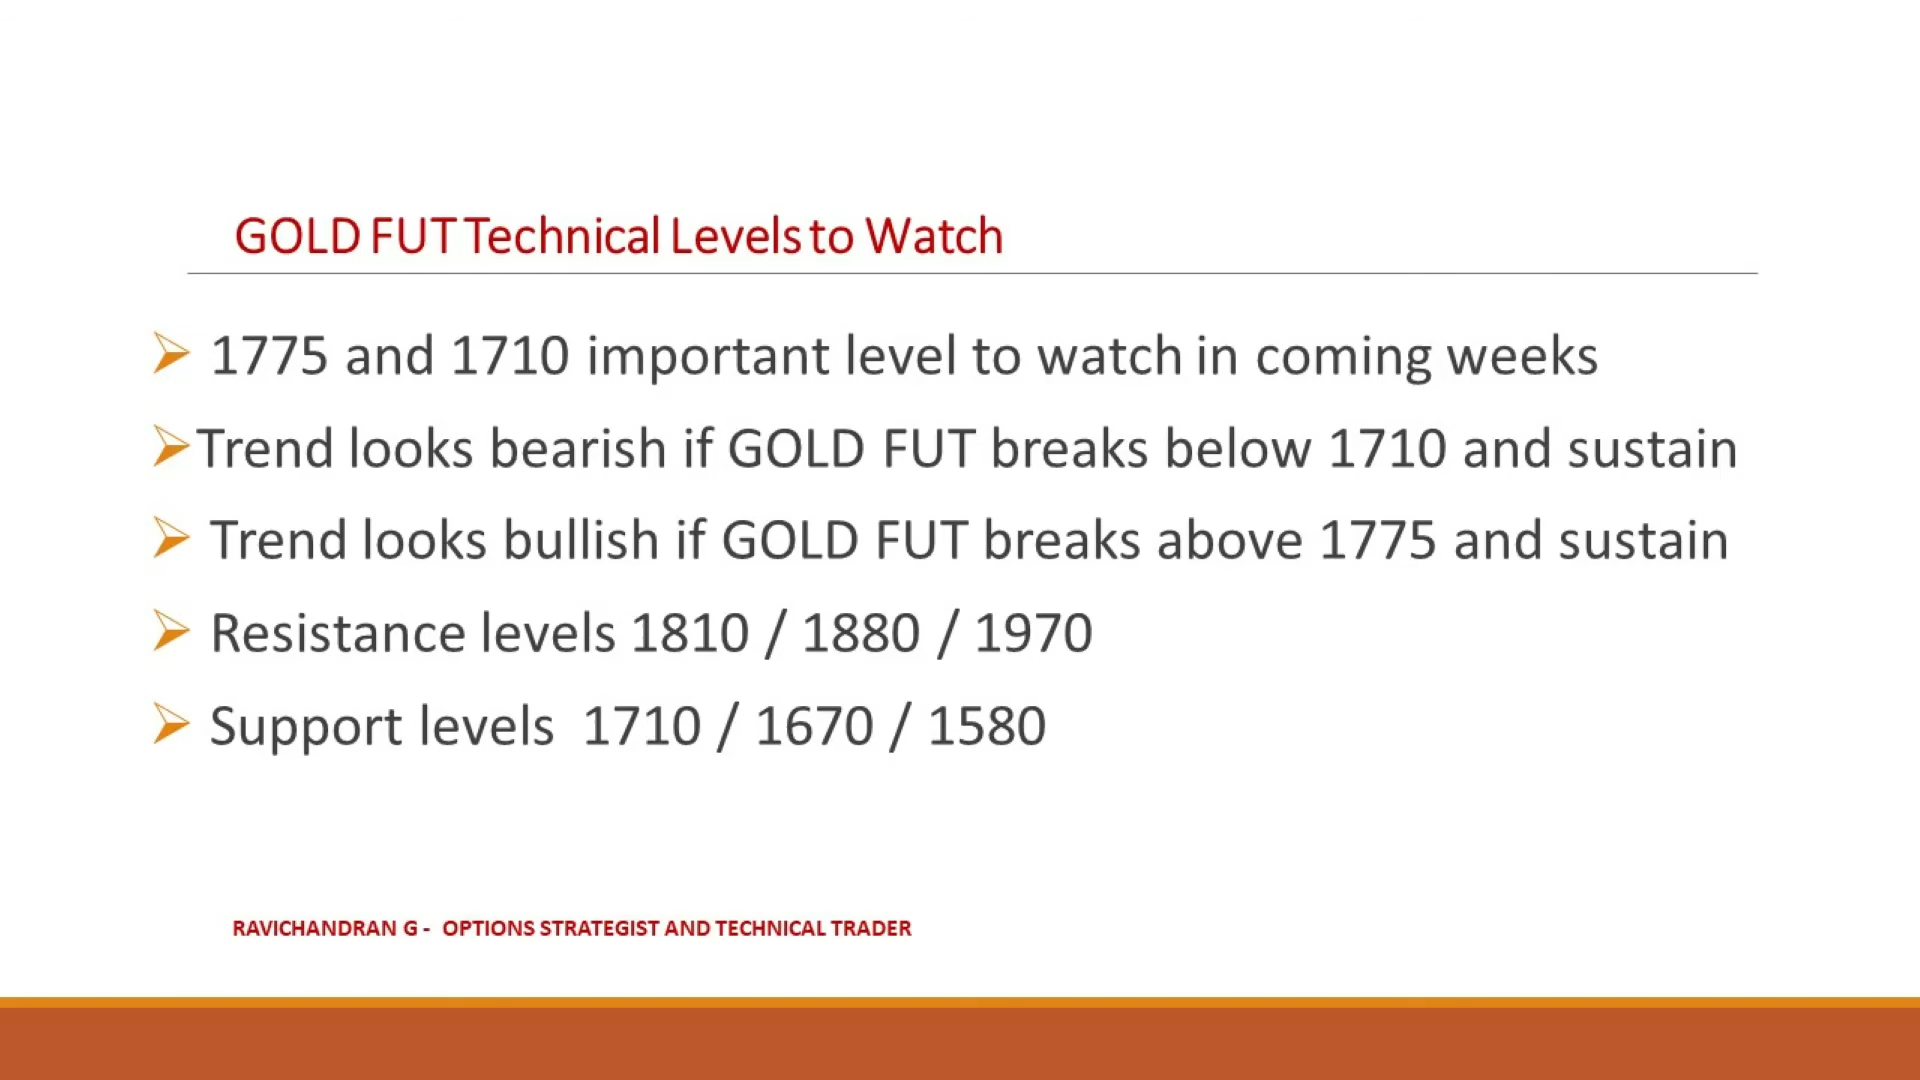 GOLD FUT Technical Levels to Watch
1775 and 1710 important level to watch in coming weeks
Trend looks bearish if GOLD FUT breaks below 1710 and sustain
Trend looks bullish if GOLD FUT breaks above 1775 and sustain
Resistance levels 1810 / 1880 / 1970
Support levels 1710 / 1670 / 1580
RAVICHANDRAN G - OPTIONS STRATEGIST AND TECHNICAL TRADER